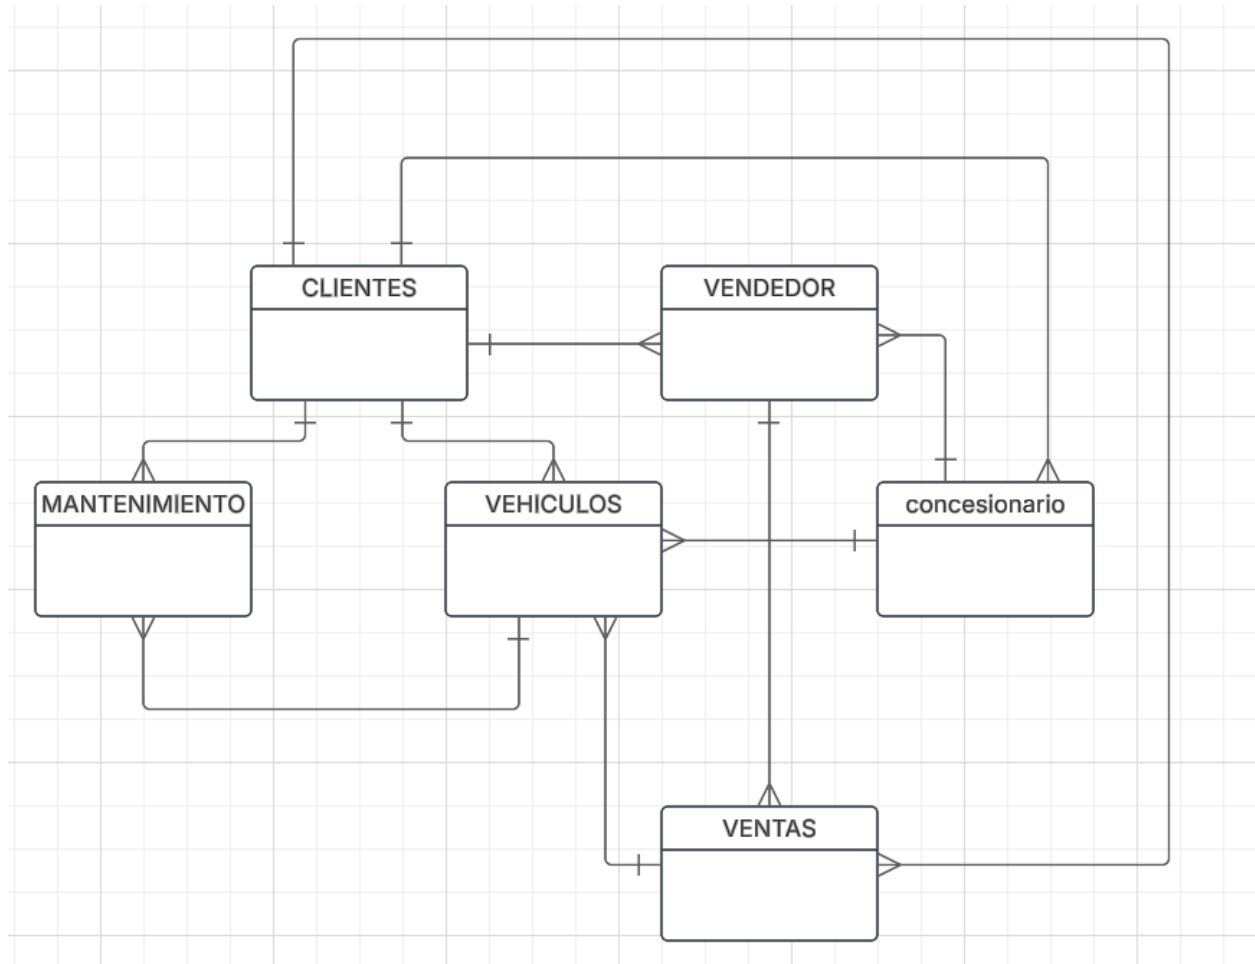 CLIENTES
VENDEDOR
MANTENIMIENTO
VEHICULOS
concesionario
VENTAS